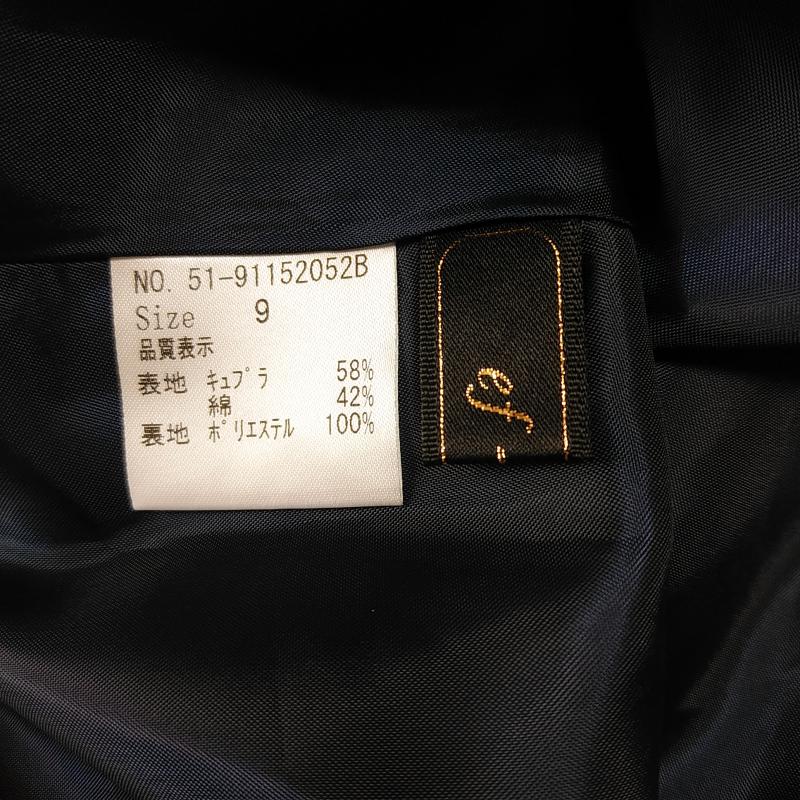 NO. 51-91152052B
Size 9
品質表示
表地 ｷｭﾌﾟﾗ 58%
綿 42%
裏地 ﾎﾟﾘｴｽﾃﾙ 100%